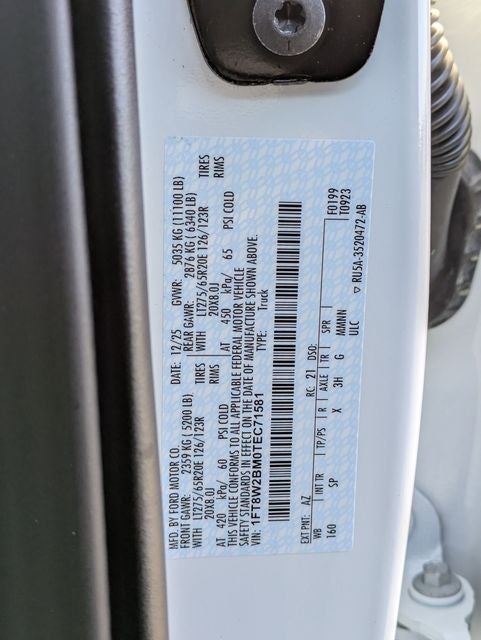 MFD. BY FORD MOTOR CO.
DATE: 12/25 GVWR: 5035 KG (11100 LB)
FRONT GAWR: 2359 KG ( 5200 LB)
REAR GAWR: 2876 KG ( 6340 LB)
WITH LT275/65R20E 126/123R TIRES
WITH LT275/65R20E 126/123R TIRES
20X8.0J RIMS
20X8.0J RIMS
AT 420 kPa/ 60 PSI COLD
AT 450 kPa/ 65 PSI COLD
THIS VEHICLE CONFORMS TO ALL APPLICABLE FEDERAL MOTOR VEHICLE
SAFETY STANDARDS IN EFFECT ON THE DATE OF MANUFACTURE SHOWN ABOVE.
VIN: 1FT8W2BM0TEC71581
TYPE: Truck
F0199
T0923
EXT PNT: AZ RC: 21 DSO:
WB INT TR TP/PS R AXLE TR SPR
160 SP X 3H G MMNNN
ULC
▽ RU5A-3520472-AB